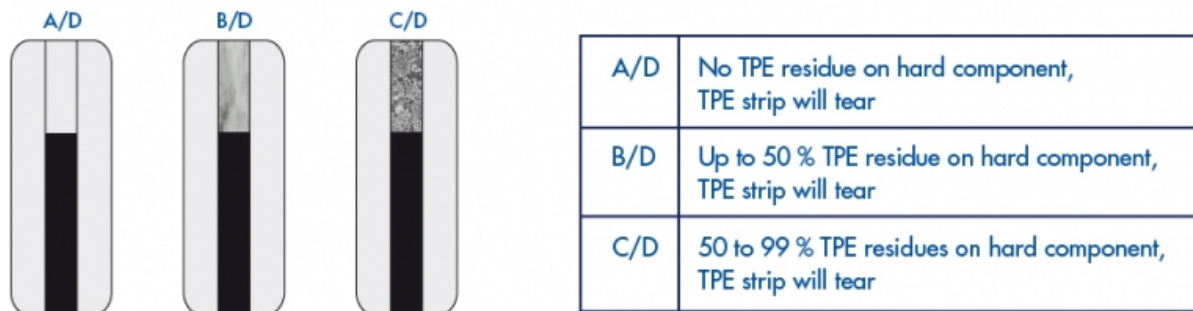 A/D
B/D
C/D
A/D
No TPE residue on hard component,
TPE strip will tear
B/D
Up to 50 % TPE residue on hard component,
TPE strip will tear
C/D
50 to 99 % TPE residues on hard component,
TPE strip will tear